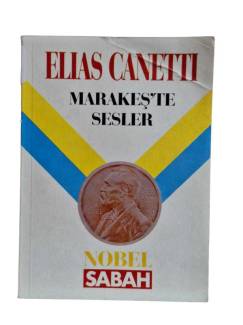 ELIAS CANETTI
MARAKEŞ'TE
SESLER
NOBEL
SABAH